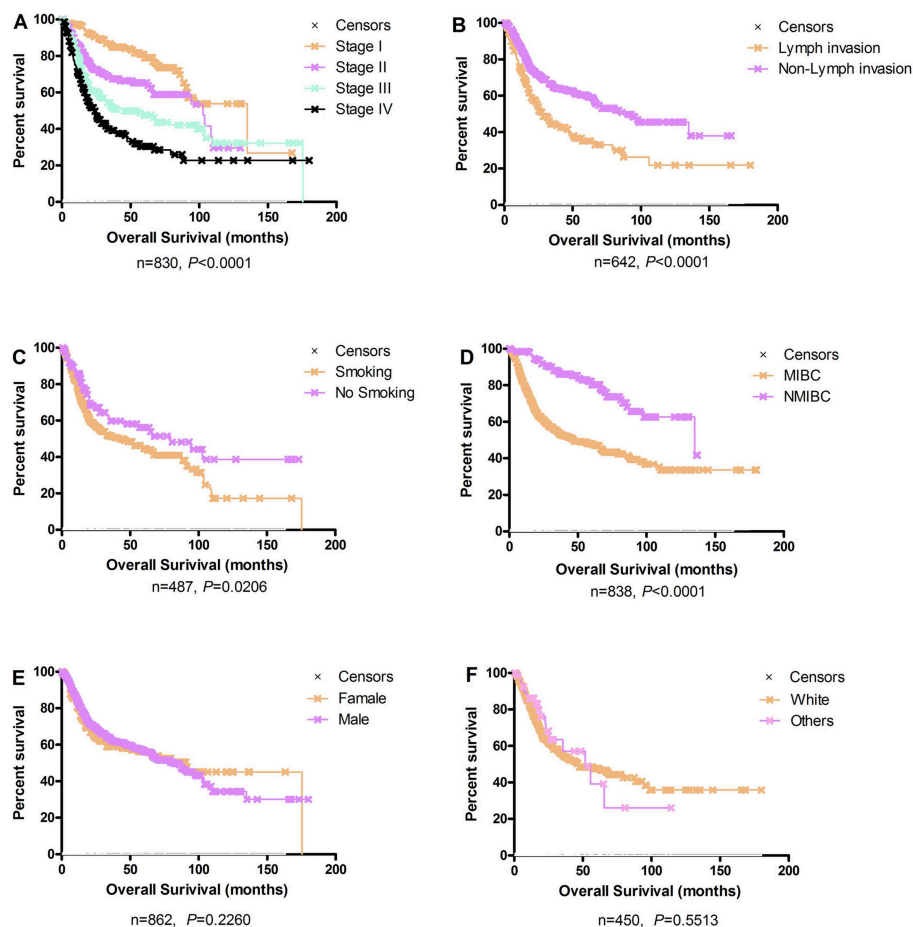 A
Percent survival
100
80
60
40
20
0
0 50 100 150 200
Overall Surivival (months)
n=830, P<0.0001
× Censors
Stage I
Stage II
Stage III
Stage IV
B
Percent survival
100
80
60
40
20
0
0 50 100 150 200
Overall Surivival (months)
n=642, P<0.0001
× Censors
Lymph invasion
Non-Lymph invasion
C
Percent survival
100
80
60
40
20
0
0 50 100 150 200
Overall Surivival (months)
n=487, P=0.0206
× Censors
Smoking
No Smoking
D
Percent survival
100
80
60
40
20
0
0 50 100 150 200
Overall Surivival (months)
n=838, P<0.0001
× Censors
MIBC
NMIBC
E
Percent survival
100
80
60
40
20
0
0 50 100 150 200
Overall Surivival (months)
n=862, P=0.2260
× Censors
Famale
Male
F
Percent survival
100
80
60
40
20
0
0 50 100 150 200
Overall Surivival (months)
n=450, P=0.5513
× Censors
White
Others